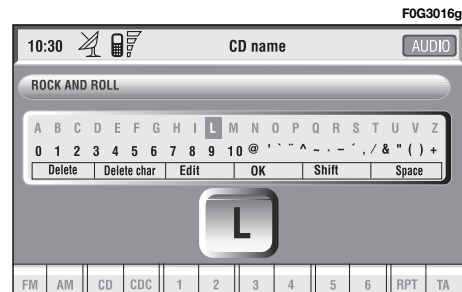 F0G3016g
10:30 CD name AUDIO
ROCK AND ROLL
A B C D E F G H I L M N O P Q R S T U V Z
0 1 2 3 4 5 6 7 8 9 10 @ ' ` ¨ ^ ~ · – ´ , / & " ( ) +
Delete Delete char Edit OK Shift Space
L
FM AM CD CDC 1 2 3 4 5 6 RPT TA